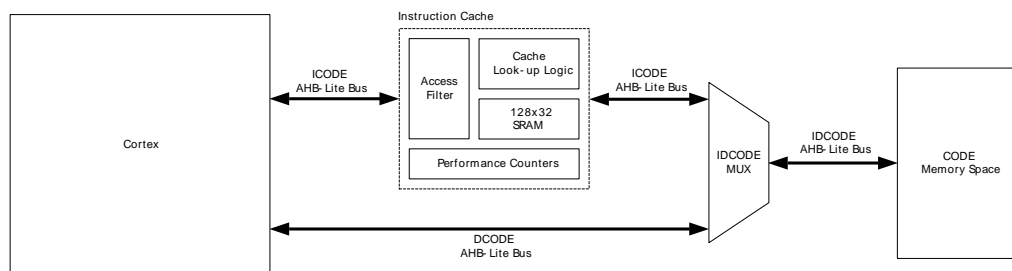 Instruction Cache
Cortex
ICODE
AHB-Lite Bus
Access
Filter
Cache
Look-up Logic
128x32
SRAM
Performance Counters
ICODE
AHB-Lite Bus
IDCODE
MUX
IDCODE
AHB-Lite Bus
CODE
Memory Space
DCODE
AHB-Lite Bus